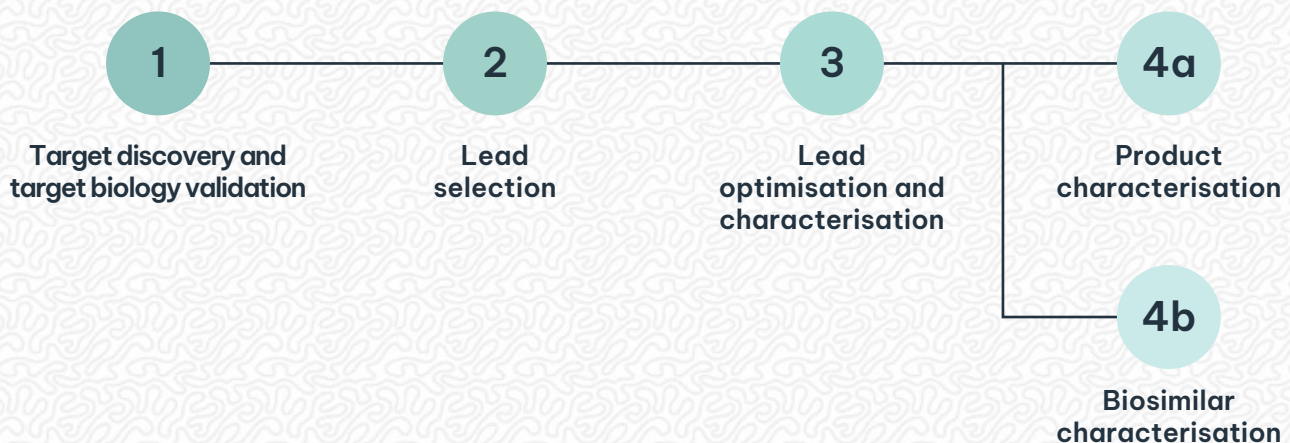 1
2
3
4a
Target discovery and
target biology validation
Lead
selection
Lead
optimisation and
characterisation
Product
characterisation
4b
Biosimilar
characterisation